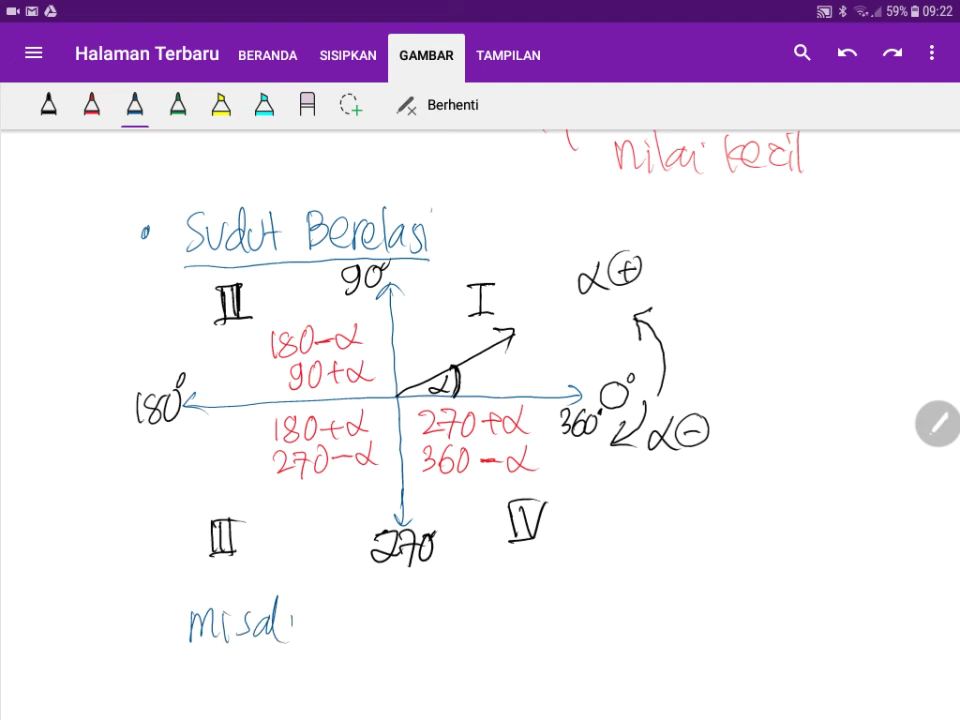 59% 09:22
Halaman Terbaru BERANDA SISIPKAN GAMBAR TAMPILAN
Berhenti
nilai kecil
• Sudut Berelasi
90°
α (+)
II
I
180-α
90+α
α
180°
0°
360°
180+α
270-α
270+α
360-α
α (-)
III
IV
270
misal